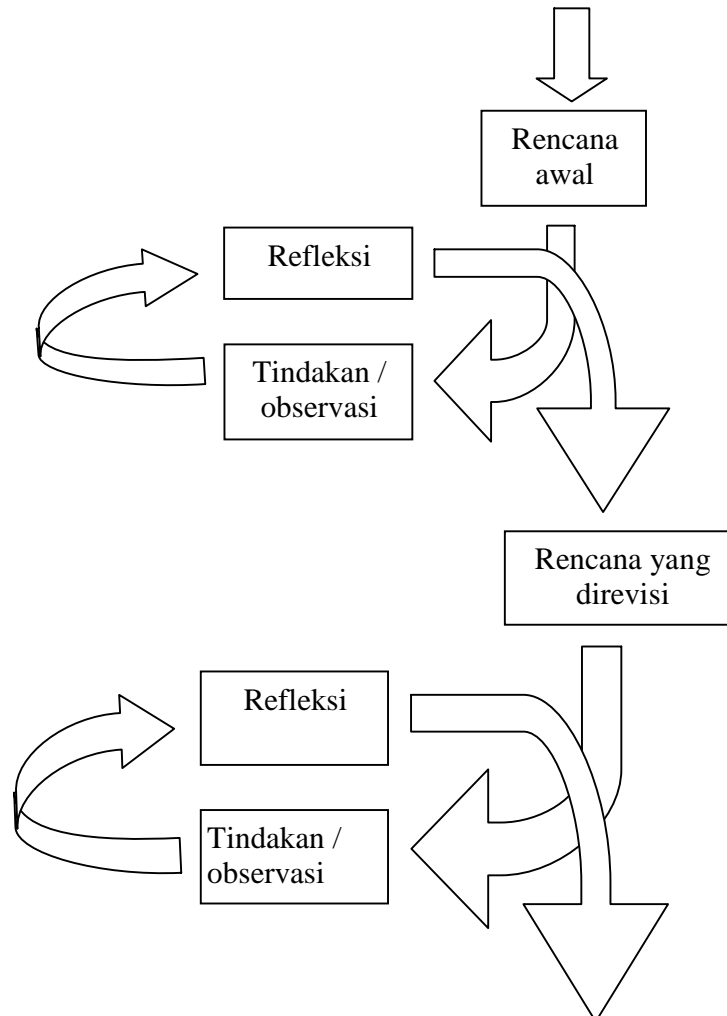 Rencana
awal
Refleksi
Tindakan /
observasi
Rencana yang
direvisi
Refleksi
Tindakan /
observasi